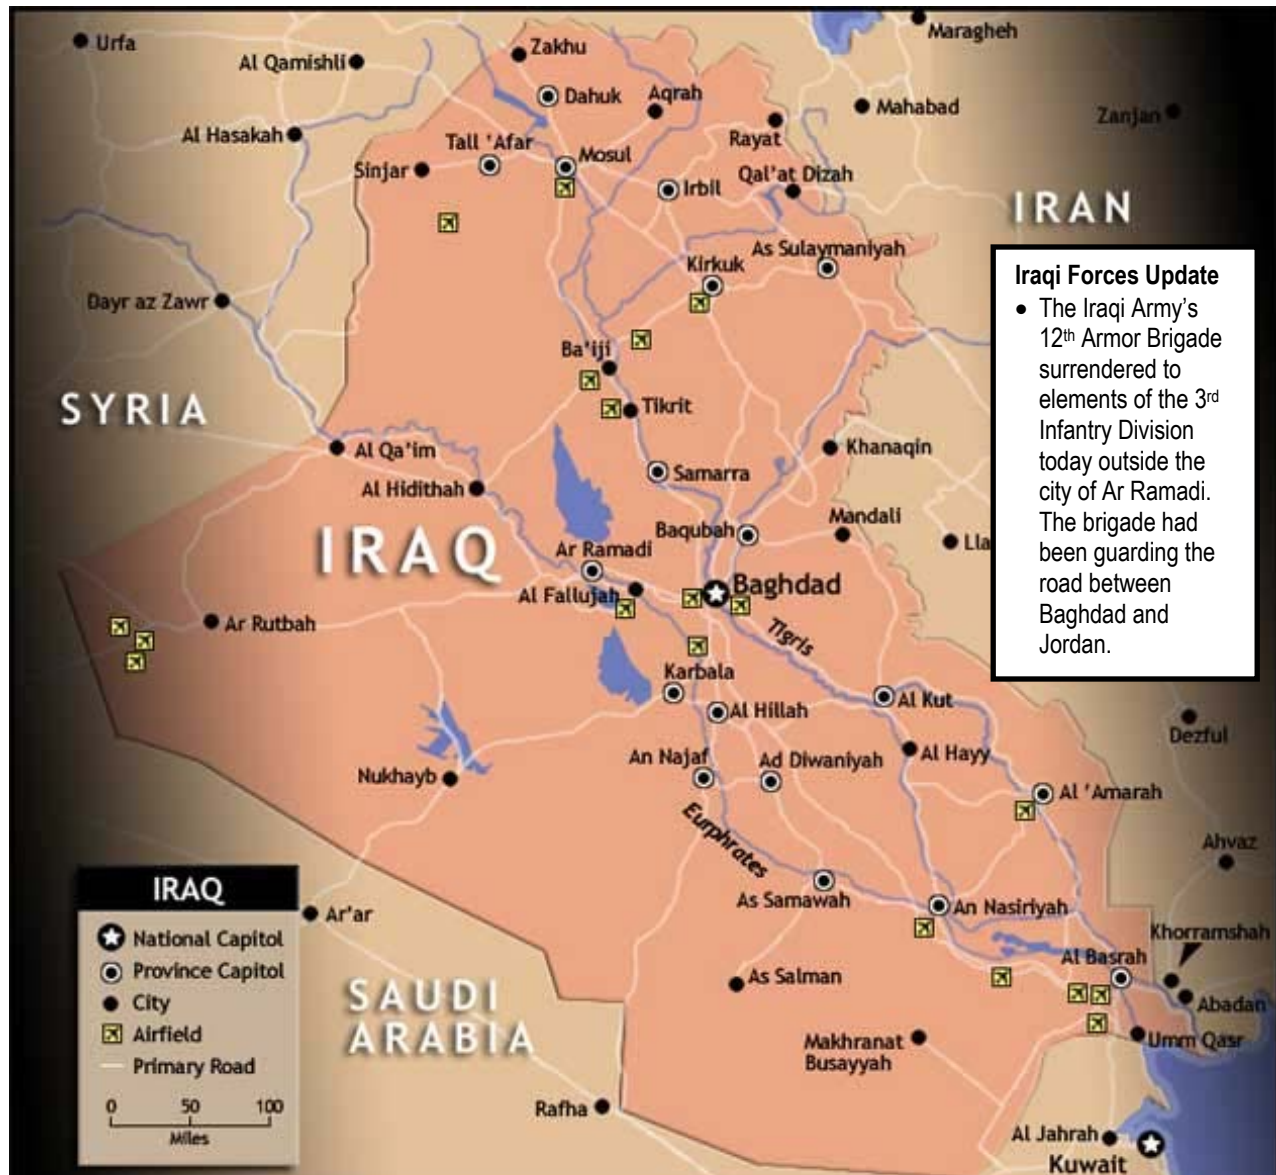 Urfa
Zakhu
Maragheh
Al Qamishli
Dahuk
Aqrah
Mahabad
Zanjan
Al Hasakah
Tall 'Afar
Mosul
Rayat
Sinjar
Irbil
Qal'at Dizah
IRAN
As Sulaymaniyah
Kirkuk
Dayr az Zawr
Ba'iji
SYRIA
Tikrit
Al Qa'im
Khanaqin
Samarra
Al Hidithah
IRAQ
Baqubah
Mandali
Lla
Ar Ramadi
Al Fallujah
Baghdad
Ar Rutbah
Tigris
Karbala
Al Hillah
Al Kut
Dezful
An Najaf
Ad Diwaniyah
Al Hayy
Nukhayb
Al 'Amarah
Eurphrates
Ahvaz
As Samawah
An Nasiriyah
Ar'ar
Khorramshah
Al Basrah
As Salman
Abadan
SAUDI
ARABIA
Makhranat
Busayyah
Umm Qasr
Rafha
Al Jahrah
Kuwait
Iraqi Forces Update
• The Iraqi Army’s
12th Armor Brigade
surrendered to
elements of the 3rd
Infantry Division
today outside the
city of Ar Ramadi.
The brigade had
been guarding the
road between
Baghdad and
Jordan.
IRAQ
National Capitol
Province Capitol
City
Airfield
Primary Road
0 50 100
Miles